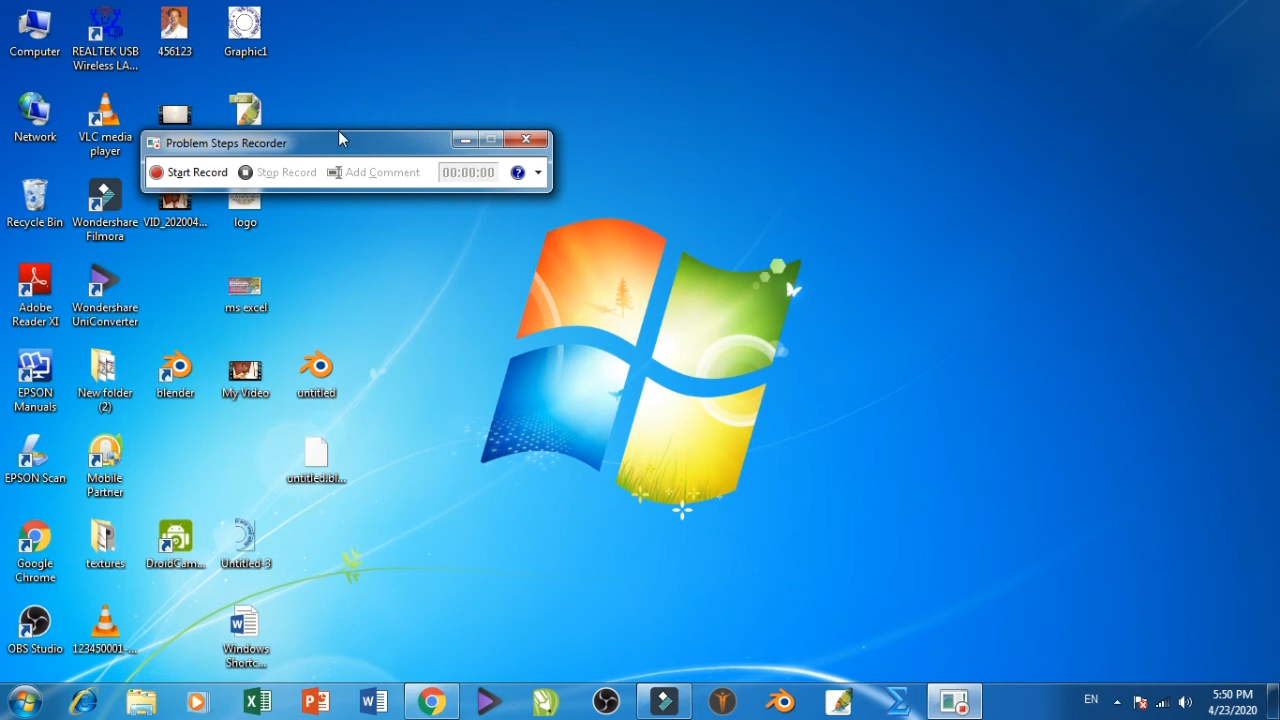 Computer
REALTEK USB
Wireless LA...
456123
Graphic1
Network
VLC media
player
PSD
Problem Steps Recorder
Start Record
Stop Record
Add Comment
00:00:00
Recycle Bin
Wondershare
Filmora
VID_202004...
logo
Adobe
Reader XI
Wondershare
UniConverter
ms excel
EPSON
Manuals
New folder
(2)
blender
My Video
untitled
EPSON Scan
Mobile
Partner
untitled.bl...
Google
Chrome
textures
DroidCam...
Untitled-3
OBS Studio
123450001-...
Windows
Shortc...
EN
5:50 PM
4/23/2020